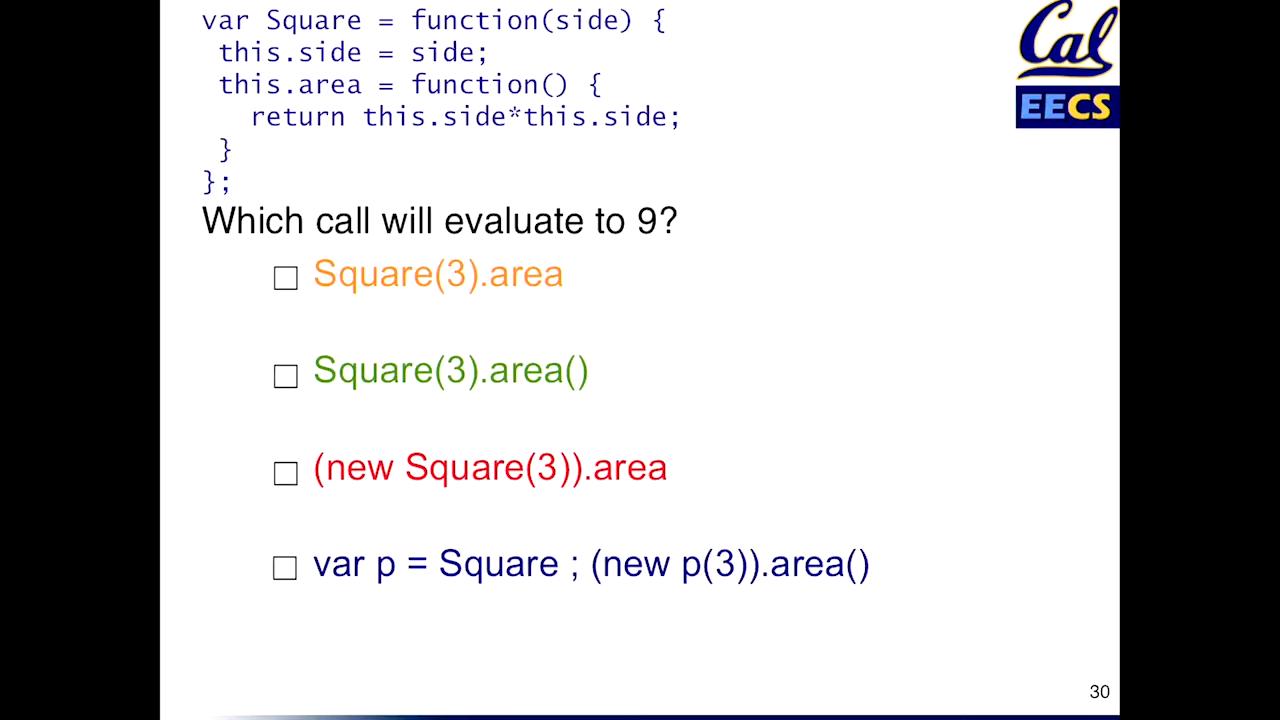 var Square = function(side) {
this.side = side;
this.area = function() {
return this.side*this.side;
}
};
Cal
EECS
Which call will evaluate to 9?
Square(3).area
Square(3).area()
(new Square(3)).area
var p = Square ; (new p(3)).area()
30